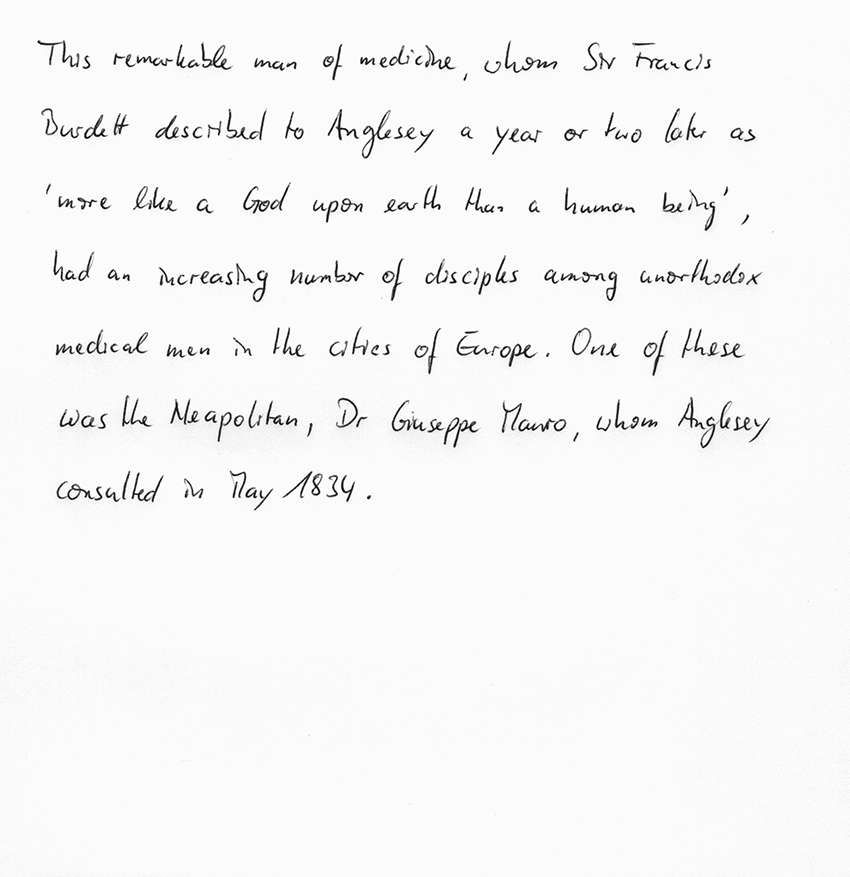 This remarkable man of medicine, whom Sir Francis
Burdett described to Anglesey a year or two later as
'more like a God upon earth than a human being',
had an increasing number of disciples among unorthodox
medical men in the cities of Europe. One of these
was the Neapolitan, Dr Giuseppe Mauro, whom Anglesey
consulted in May 1834.